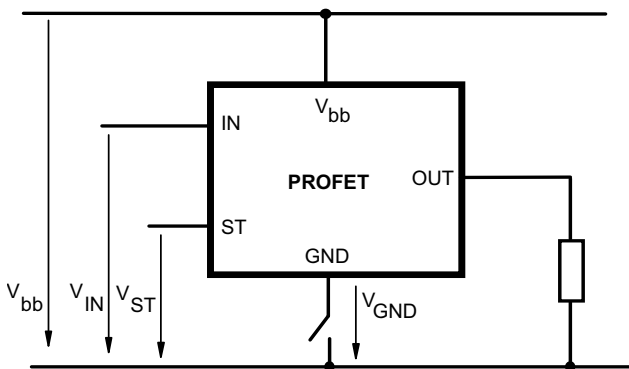 V_bb
IN
PROFET
OUT
ST
GND
V_bb
V_IN
V_ST
V_GND